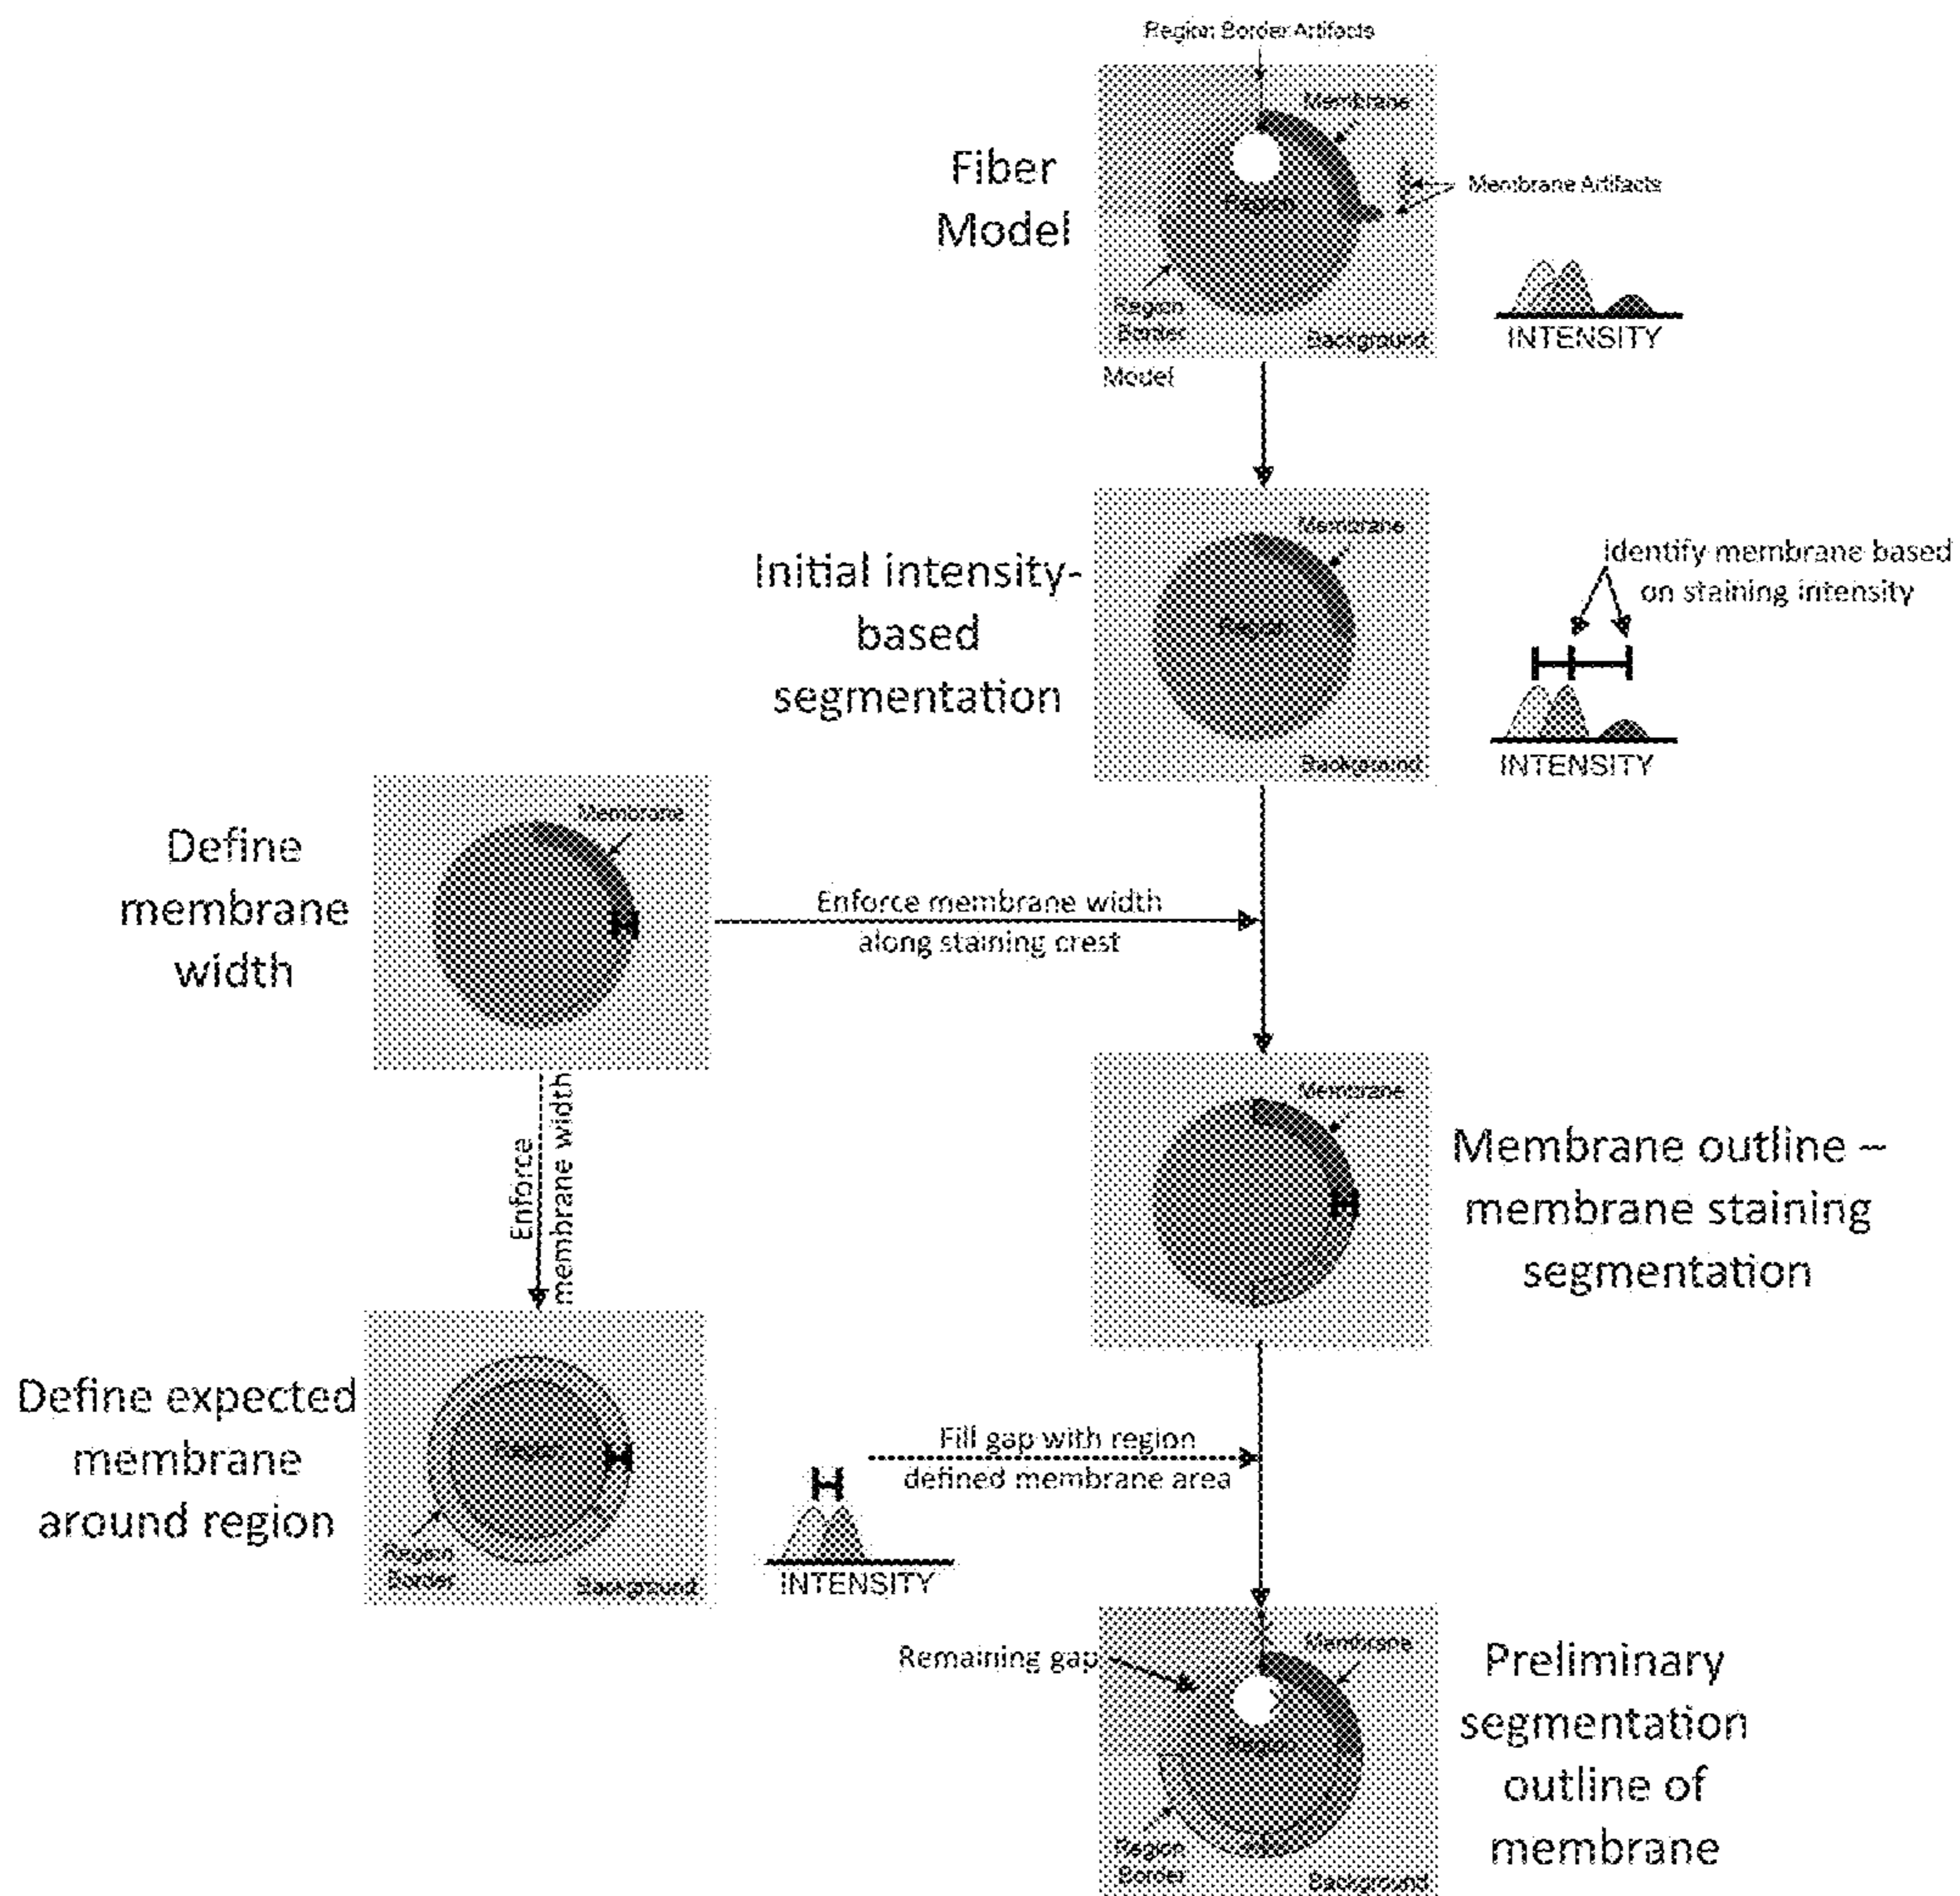 Region Border Artifacts
Fiber
Model
Membrane
Membrane Artifacts
Region
Region
Border
Background
INTENSITY
Model
Initial intensity-
based
segmentation
Membrane
Region
Background
identify membrane based
on staining intensity
INTENSITY
Define
membrane
width
Membrane
Enforce membrane width
along staining crest
Enforce
membrane width
Membrane
Membrane outline –
membrane staining
segmentation
Define expected
membrane
around region
Region
Region
Border
Background
Fill gap with region
defined membrane area
INTENSITY
Remaining gap
Membrane
Region
Region
Border
Background
Preliminary
segmentation
outline of
membrane